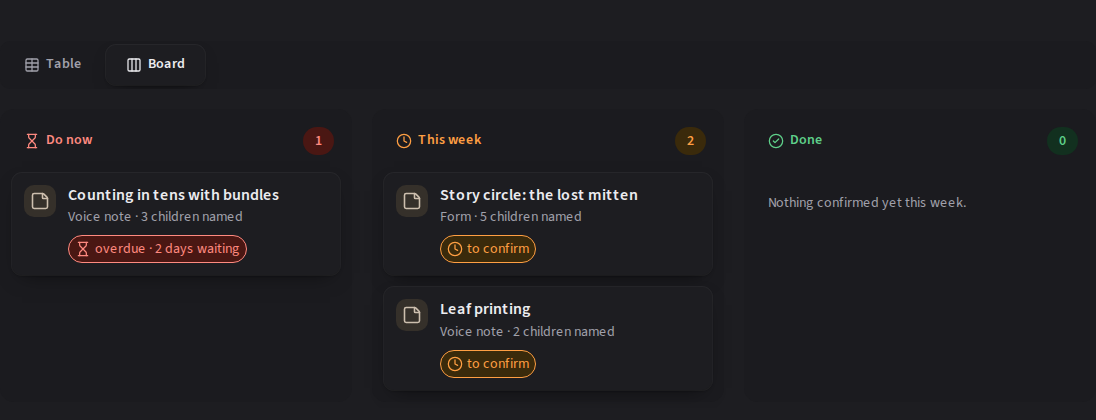 Table
Board
Do now
1
Counting in tens with bundles
Voice note · 3 children named
overdue · 2 days waiting
This week
2
Story circle: the lost mitten
Form · 5 children named
to confirm
Leaf printing
Voice note · 2 children named
to confirm
Done
0
Nothing confirmed yet this week.